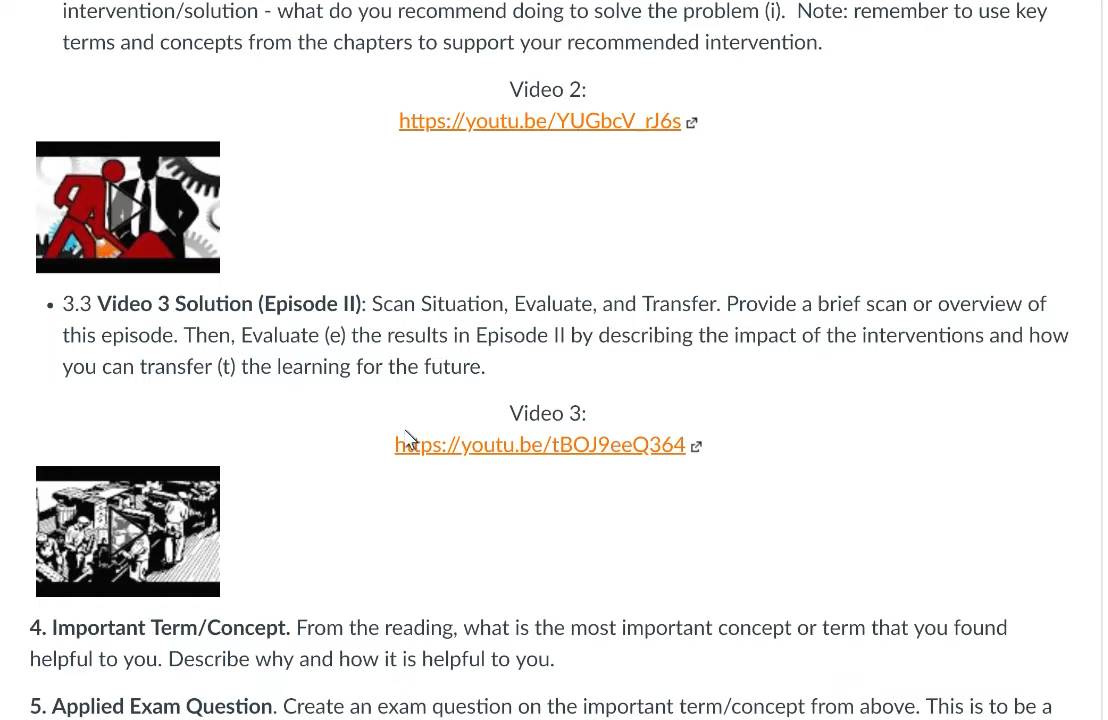 intervention/solution - what do you recommend doing to solve the problem (i).  Note: remember to use key
terms and concepts from the chapters to support your recommended intervention.
Video 2:
https://youtu.be/YUGbcV_rJ6s
• 3.3 Video 3 Solution (Episode II): Scan Situation, Evaluate, and Transfer. Provide a brief scan or overview of
this episode. Then, Evaluate (e) the results in Episode II by describing the impact of the interventions and how
you can transfer (t) the learning for the future.
Video 3:
https://youtu.be/tBOJ9eeQ364
4. Important Term/Concept. From the reading, what is the most important concept or term that you found
helpful to you. Describe why and how it is helpful to you.
5. Applied Exam Question. Create an exam question on the important term/concept from above. This is to be a